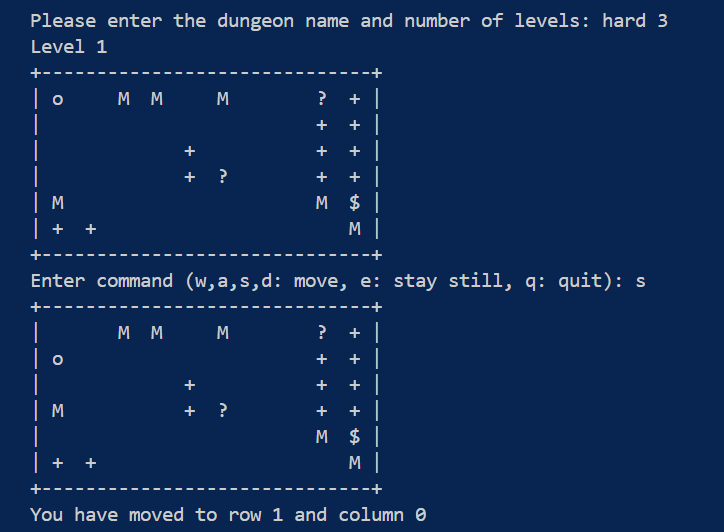 Please enter the dungeon name and number of levels: hard 3
Level 1
+------------------------------+
| o     M  M     M        ?  + |
|                         +  + |
|             +           +  + |
|             +  ?        +  + |
| M                       M  $ |
| +  +                       M |
+------------------------------+
Enter command (w,a,s,d: move, e: stay still, q: quit): s
+------------------------------+
|       M  M     M        ?  + |
| o                       +  + |
|             +           +  + |
| M           +  ?        +  + |
|                         M  $ |
| +  +                       M |
+------------------------------+
You have moved to row 1 and column 0